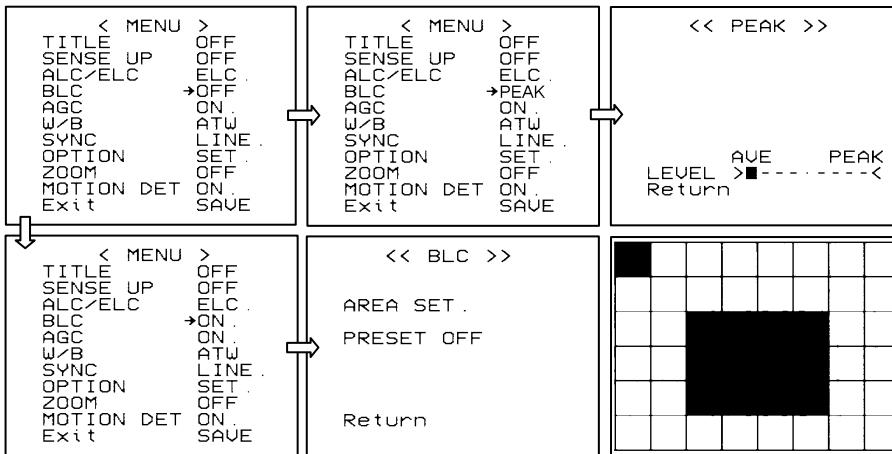 < MENU >
TITLE OFF
SENSE UP OFF
ALC/ELC ELC.
BLC →OFF
AGC ON.
W/B ATW
SYNC LINE.
OPTION SET.
ZOOM OFF
MOTION DET ON.
Exit SAVE
< MENU >
TITLE OFF
SENSE UP OFF
ALC/ELC ELC.
BLC →PEAK
AGC ON.
W/B ATW
SYNC LINE.
OPTION SET.
ZOOM OFF
MOTION DET ON.
Exit SAVE
<< PEAK >>
AVE PEAK
LEVEL >■--------<
Return
< MENU >
TITLE OFF
SENSE UP OFF
ALC/ELC ELC.
BLC →ON.
AGC ON.
W/B ATW
SYNC LINE.
OPTION SET.
ZOOM OFF
MOTION DET ON.
Exit SAVE
<< BLC >>
AREA SET.
PRESET OFF
Return